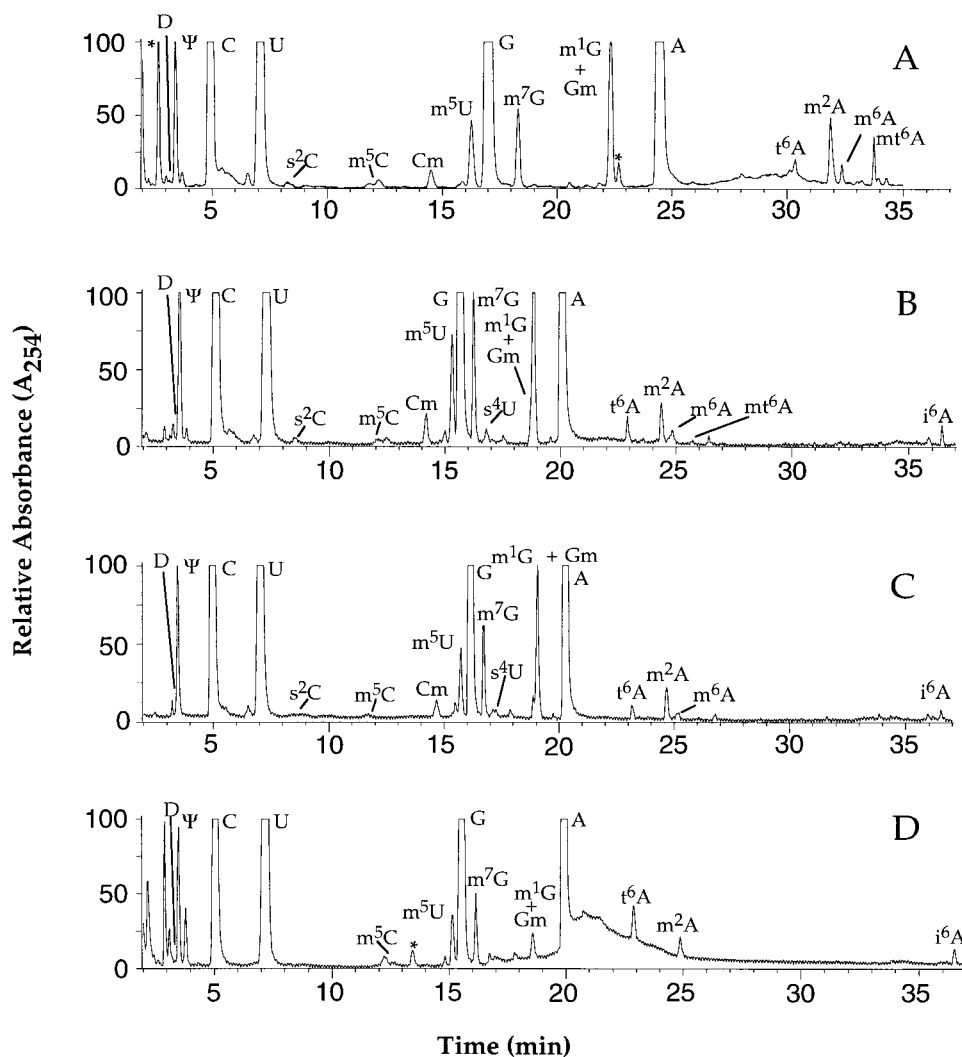 Relative Absorbance (A254)
A
100
50
0
* D Ψ C U
s²C m⁵C Cm m⁵U G m⁷G
m¹G
+
Gm
* A t⁶A m²A m⁶A mt⁶A
5 10 15 20 25 30 35
B
100
50
0
D Ψ C U
s²C m⁵C Cm m⁵U G m⁷G s⁴U
m¹G
+
Gm
A t⁶A m²A m⁶A mt⁶A i⁶A
5 10 15 20 25 30 35
C
100
50
0
D Ψ C U
s²C m⁵C Cm m⁵U G m⁷G s⁴U
m¹G + Gm
A t⁶A m²A m⁶A i⁶A
5 10 15 20 25 30 35
D
100
50
0
D Ψ C U
m⁵C * m⁵U G m⁷G
m¹G
+
Gm
A t⁶A m²A i⁶A
5 10 15 20 25 30 35
Time (min)